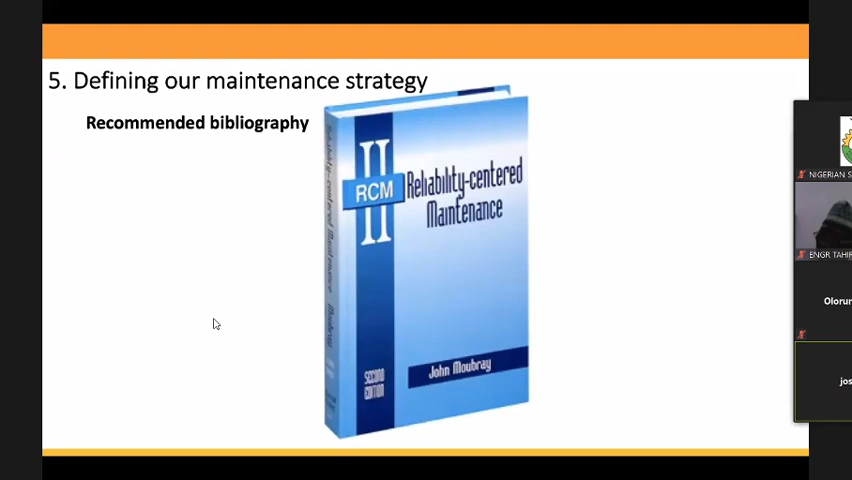 5. Defining our maintenance strategy
Recommended bibliography
II
RCM
Reliability-centered
Maintenance
John Moubray
SECOND
EDITION
Reliability-centered Maintenance
Moubray
NIGERIAN S
ENGR TAHIR
Olorun
jos